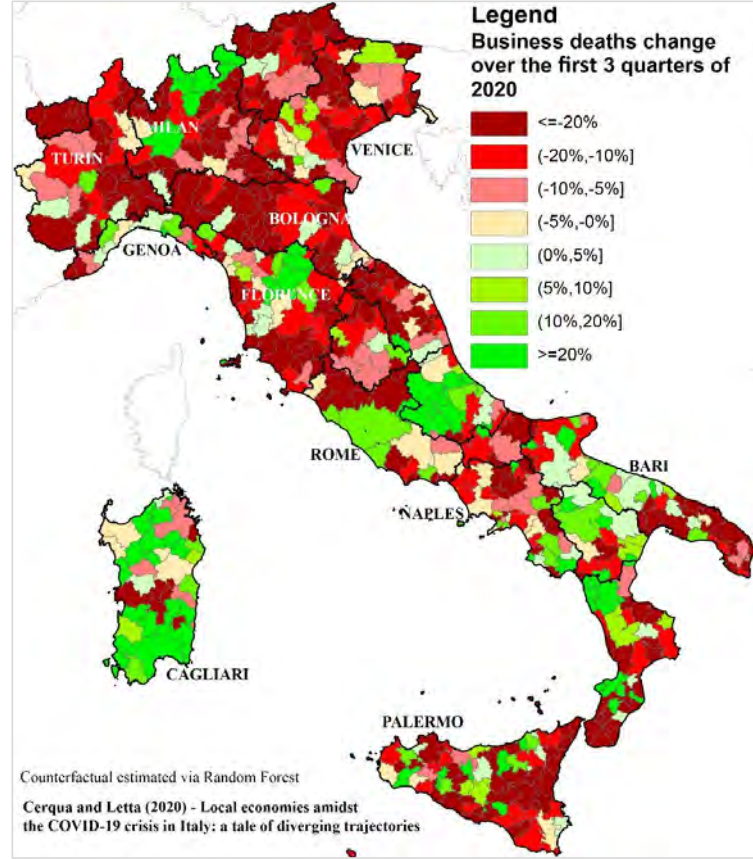 Legend
Business deaths change
over the first 3 quarters of
2020
<=-20%
(-20%,-10%]
(-10%,-5%]
(-5%,-0%]
(0%,5%]
(5%,10%]
(10%,20%]
>=20%
MILAN
TURIN
VENICE
BOLOGNA
GENOA
FLORENCE
ROME
BARI
NAPLES
CAGLIARI
PALERMO
Counterfactual estimated via Random Forest
Cerqua and Letta (2020) - Local economies amidst
the COVID-19 crisis in Italy: a tale of diverging trajectories